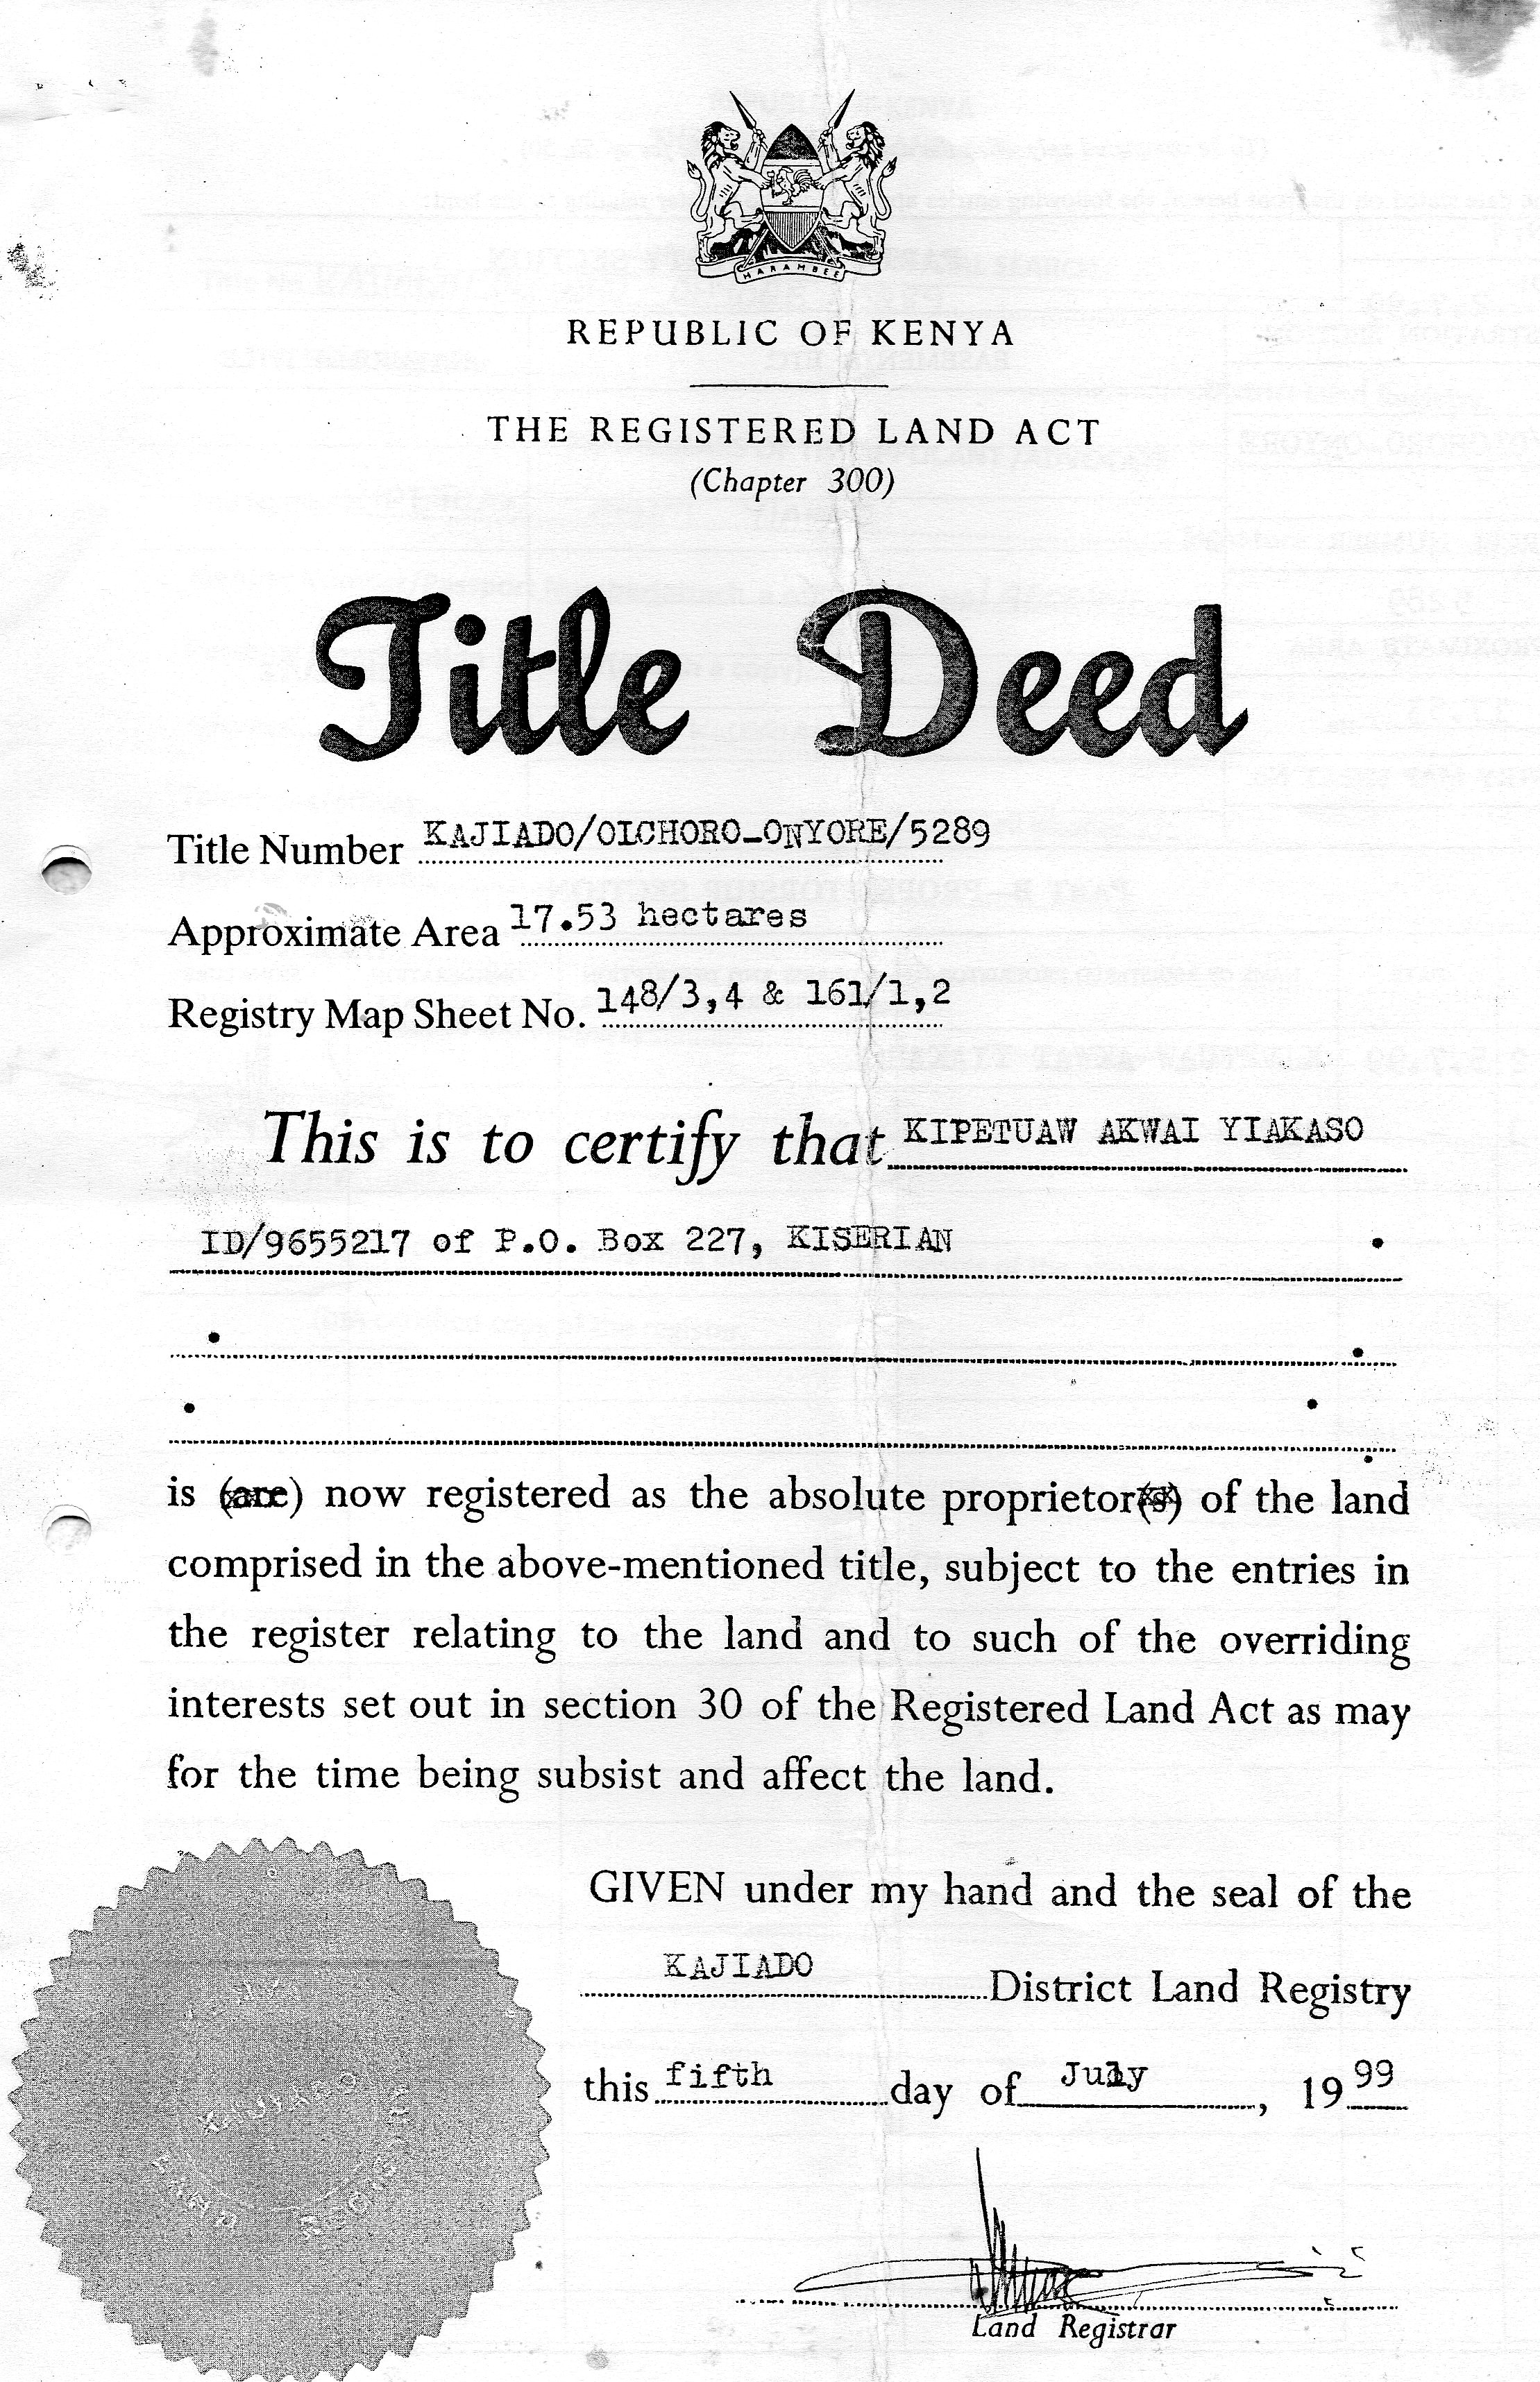 HARAMBEE
REPUBLIC OF KENYA
THE REGISTERED LAND ACT
(Chapter 300)
Title Deed
Title Number KAJIADO/OLCHORO-ONYORE/5289
Approximate Area 17.53 hectares
Registry Map Sheet No. 148/3,4 & 161/1,2
This is to certify that KIPETUAW AKWAI YIAKASO
ID/9655217 of P.O. Box 227, KISERIAN
is (are) now registered as the absolute proprietor(s) of the land
comprised in the above-mentioned title, subject to the entries in
the register relating to the land and to such of the overriding
interests set out in section 30 of the Registered Land Act as may
for the time being subsist and affect the land.
GIVEN under my hand and the seal of the
KAJIADO District Land Registry
this fifth day of July, 19 99
Land Registrar
KAJIADO